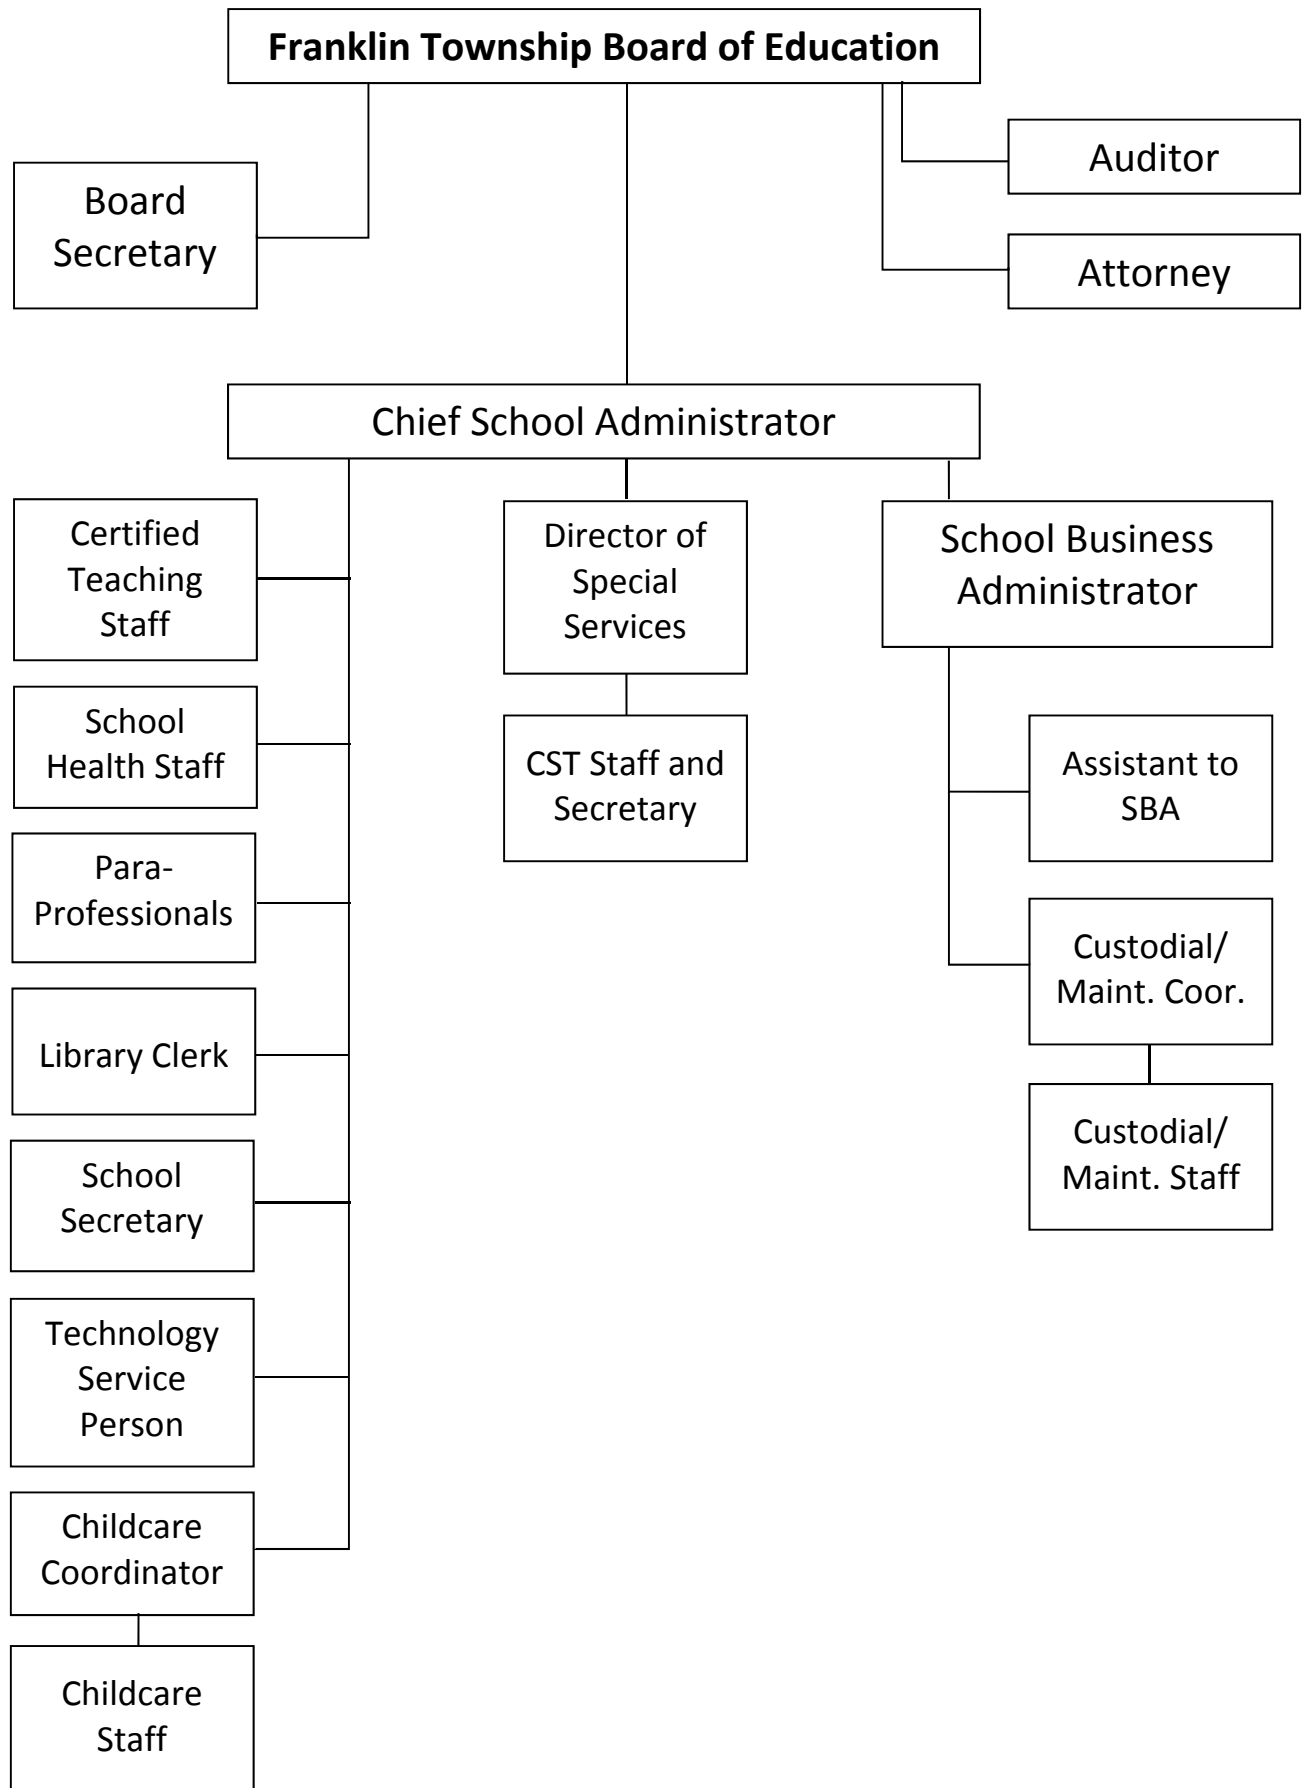 Franklin Township Board of Education
Auditor
Board
Secretary
Attorney
Chief School Administrator
Certified
Teaching
Staff
Director of
Special
Services
School Business
Administrator
School
Health Staff
CST Staff and
Secretary
Assistant to
SBA
Para-
Professionals
Custodial/
Maint. Coor.
Library Clerk
Custodial/
Maint. Staff
School
Secretary
Technology
Service
Person
Childcare
Coordinator
Childcare
Staff